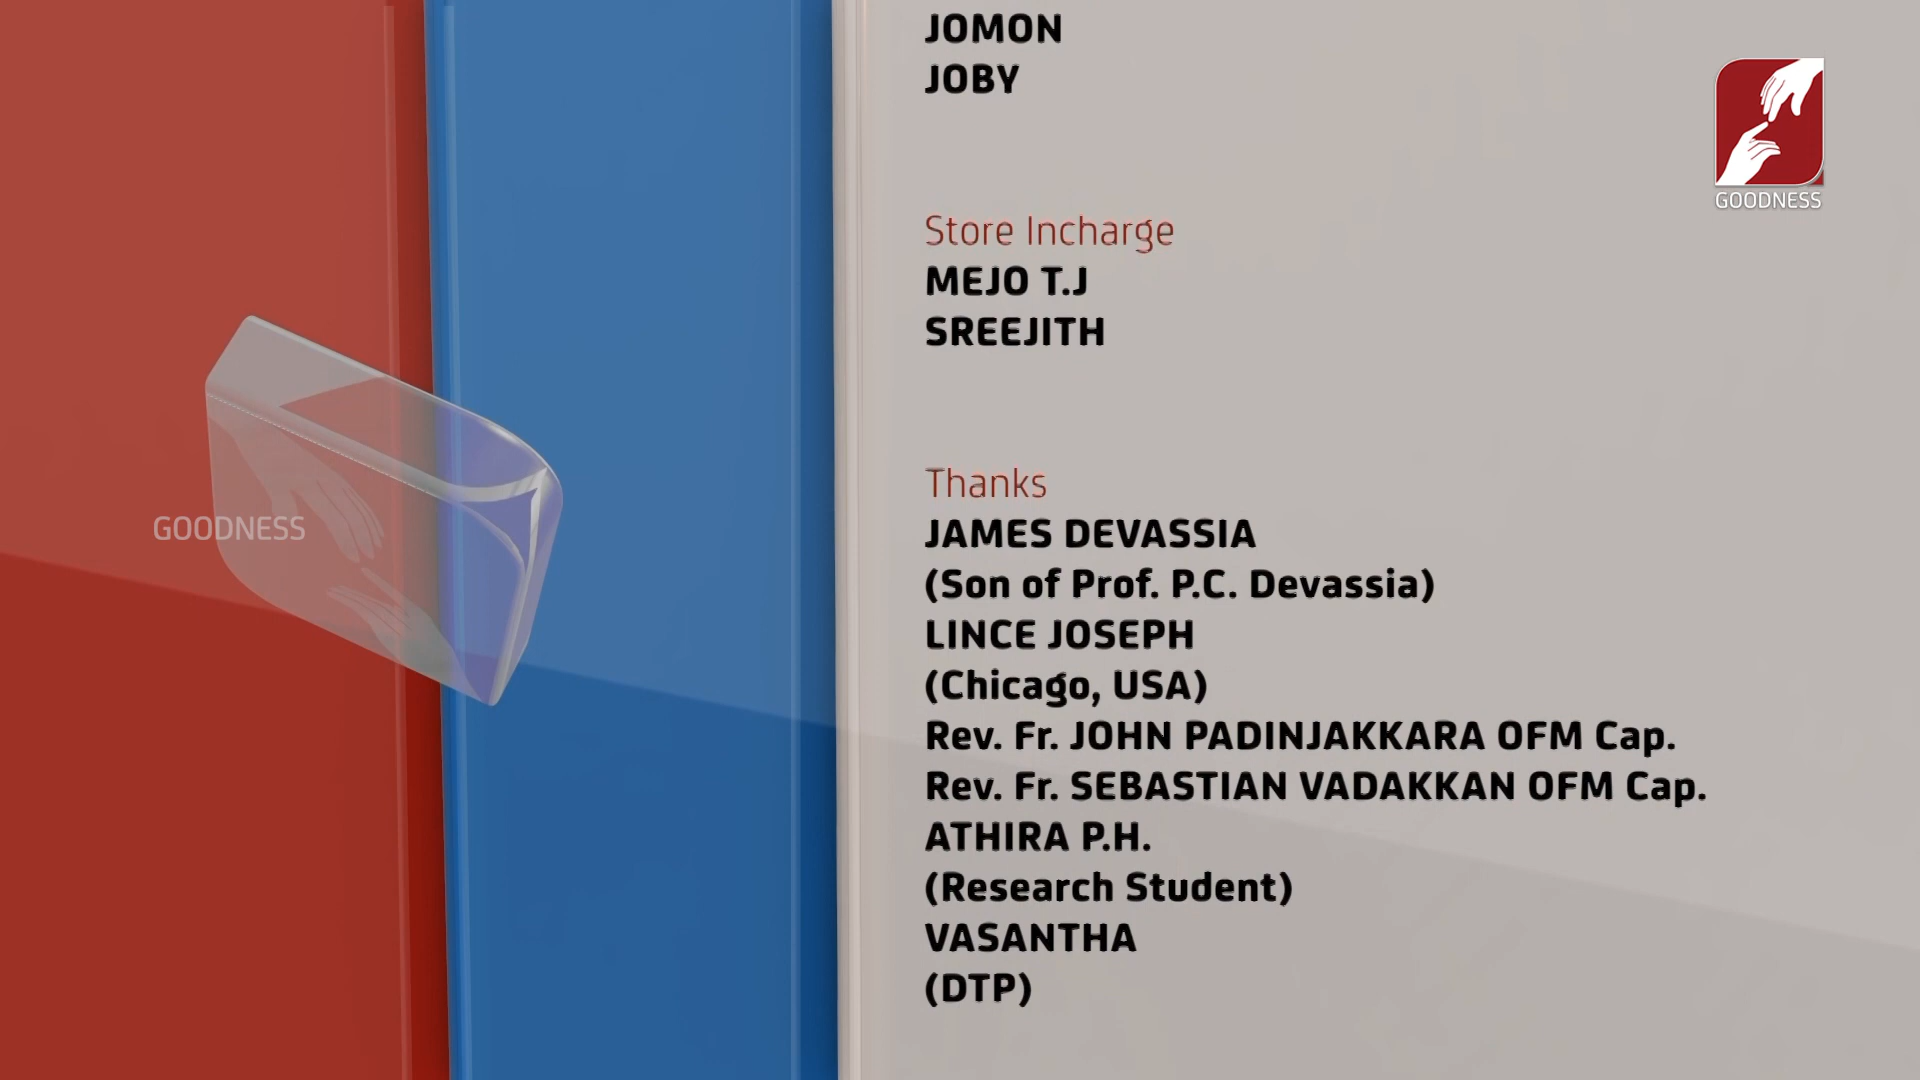 JOMON
JOBY
GOODNESS
Store Incharge
MEJO T.J
SREEJITH
Thanks
JAMES DEVASSIA
(Son of Prof. P.C. Devassia)
LINCE JOSEPH
(Chicago, USA)
Rev. Fr. JOHN PADINJAKKARA OFM Cap.
Rev. Fr. SEBASTIAN VADAKKAN OFM Cap.
ATHIRA P.H.
(Research Student)
VASANTHA
(DTP)
GOODNESS